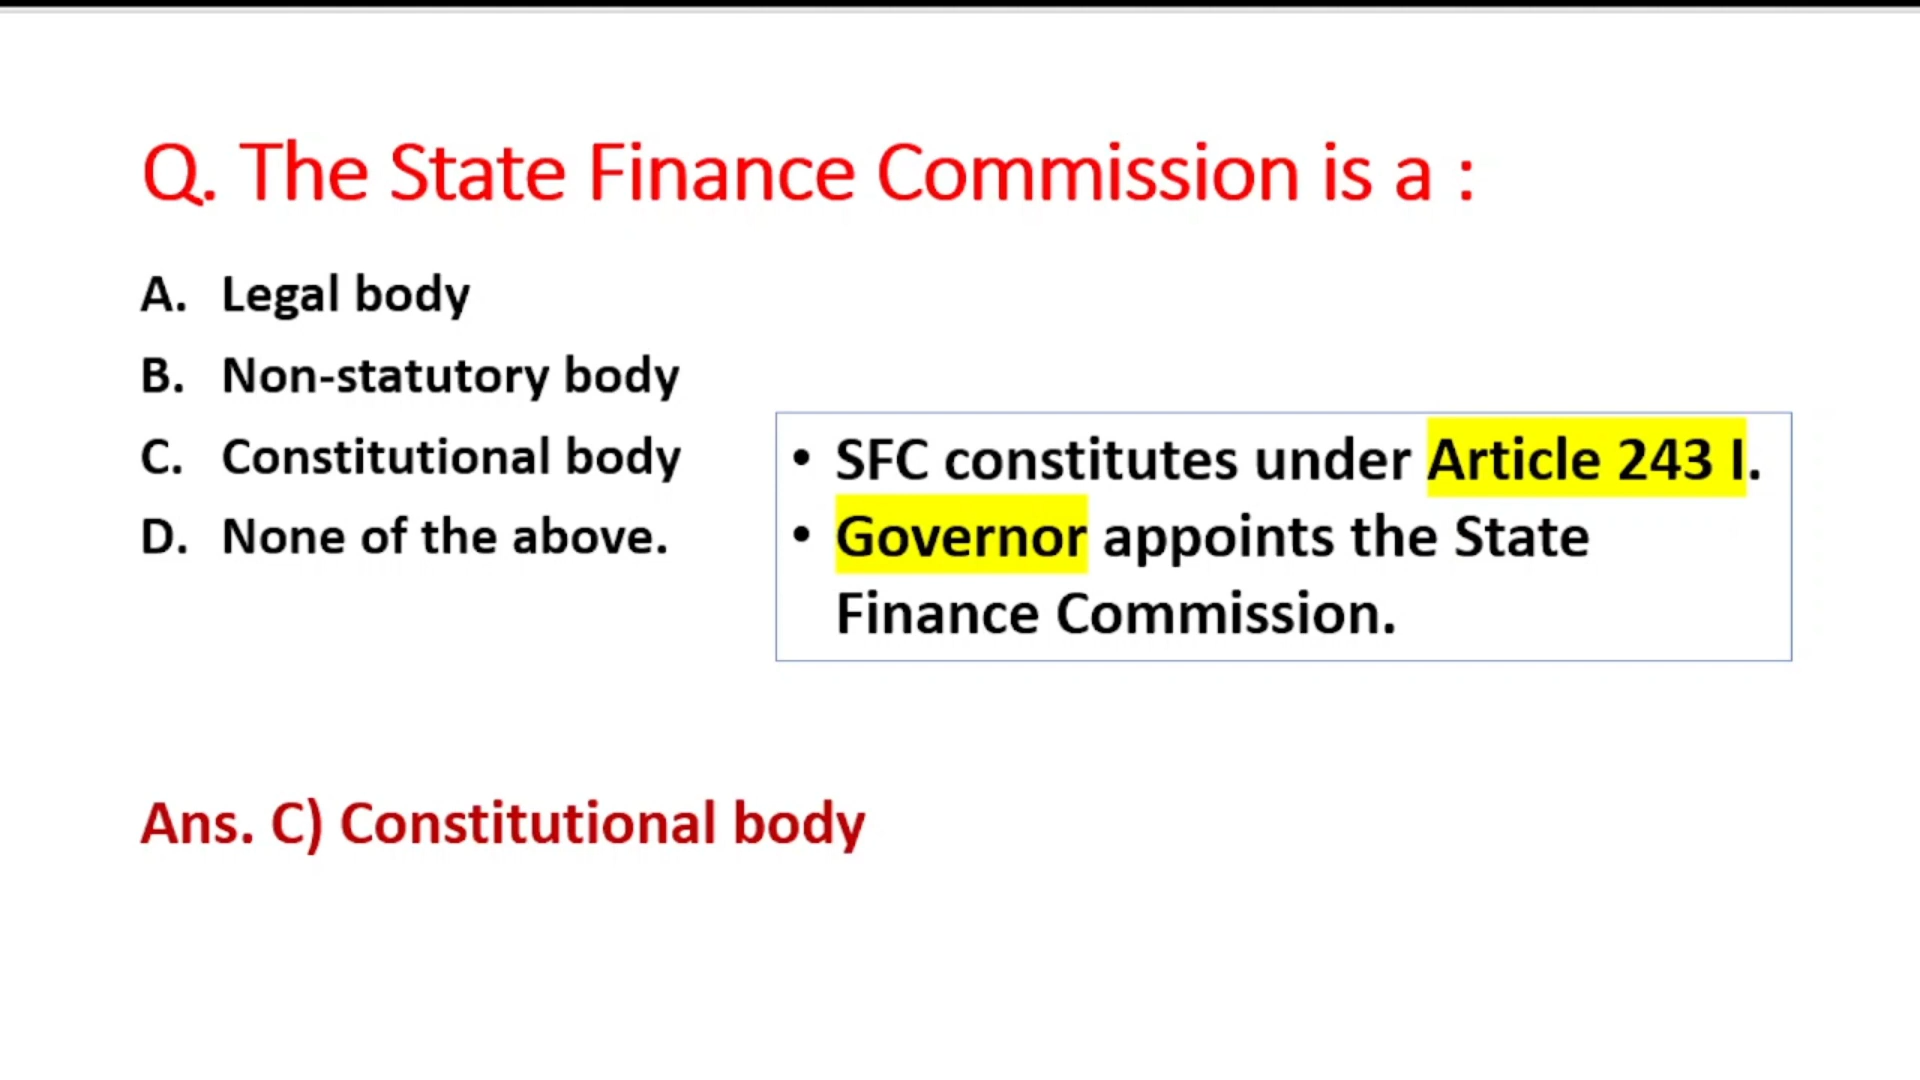 Q. The State Finance Commission is a :
A. Legal body
B. Non-statutory body
C. Constitutional body
D. None of the above.
• SFC constitutes under Article 243 I.
• Governor appoints the State
Finance Commission.
Ans. C) Constitutional body